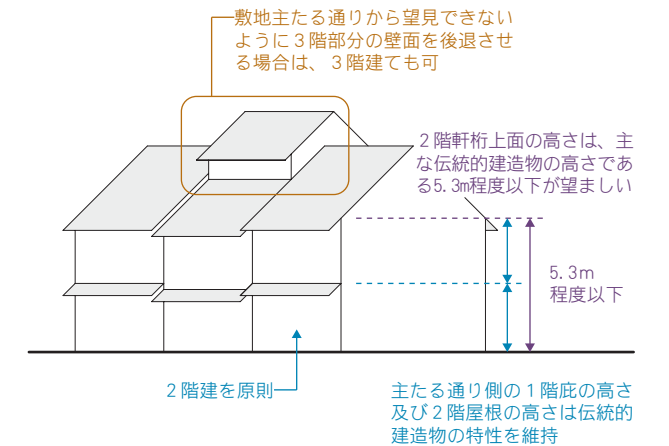 敷地主たる通りから望見できない
ように３階部分の壁面を後退させ
る場合は、３階建ても可
２階軒桁上面の高さは、主
な伝統的建造物の高さであ
る5.3m程度以下が望ましい
5.3m
程度以下
２階建を原則
主たる通り側の１階庇の高さ
及び２階屋根の高さは伝統的
建造物の特性を維持